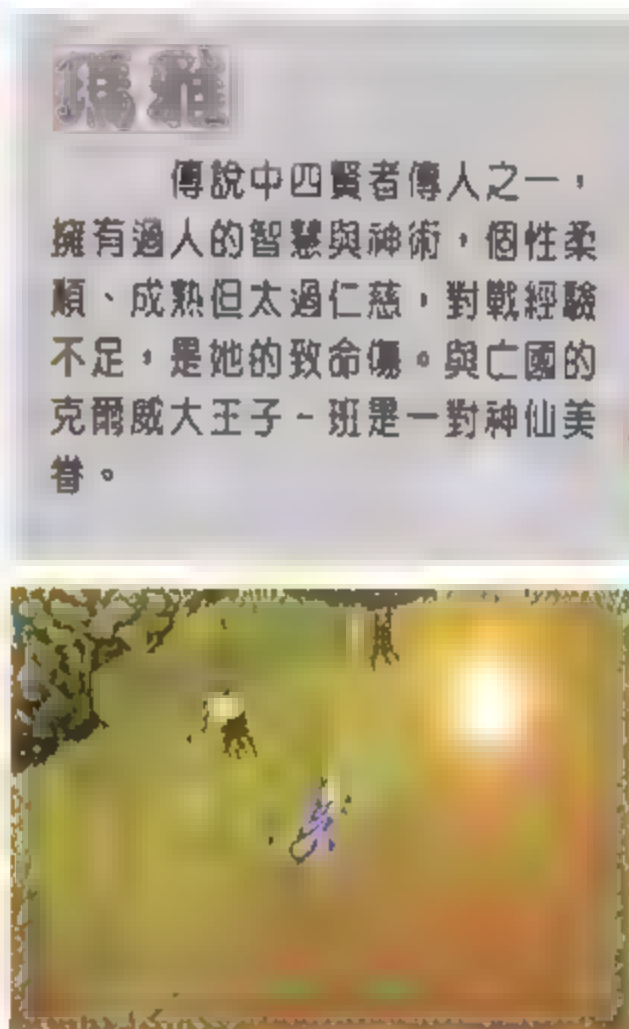 瑪雅
傳說中四賢者傳人之一，
擁有過人的智慧與神術，個性柔
順、成熟但太過仁慈，對戰經驗
不足，是她的致命傷。與亡國的
克爾威大王子－班是一對神仙美
眷。